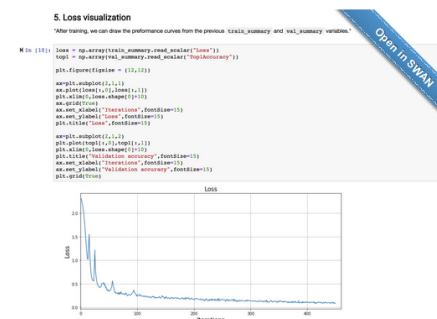 5. Loss visualization
"After training, we can draw the preformance curves from the previous train_summary and val_summary variables."
Open in SWAN
In [18]: loss = np.array(train_summary.read_scalar("Loss"))
top1 = np.array(val_summary.read_scalar("Top1Accuracy"))
plt.figure(figsize = (12,12))
ax=plt.subplot(2,1,1)
ax.plot(loss[:,0],loss[:,1])
plt.xlim(0,loss.shape[0]+10)
ax.grid(True)
ax.set_xlabel("Iterations",fontSize=15)
ax.set_ylabel("Loss",fontSize=15)
plt.title("Loss",fontSize=15)
ax=plt.subplot(2,1,2)
plt.plot(top1[:,0],top1[:,1])
plt.xlim(0,loss.shape[0]+10)
plt.title("Validation accuracy",fontSize=15)
ax.set_xlabel("Iterations",fontSize=15)
ax.set_ylabel("Validation accuracy",fontSize=15)
plt.grid(True)
Loss
2.0
1.5
Loss
1.0
0.5
0.0
0
100
200
300
400
Iterations